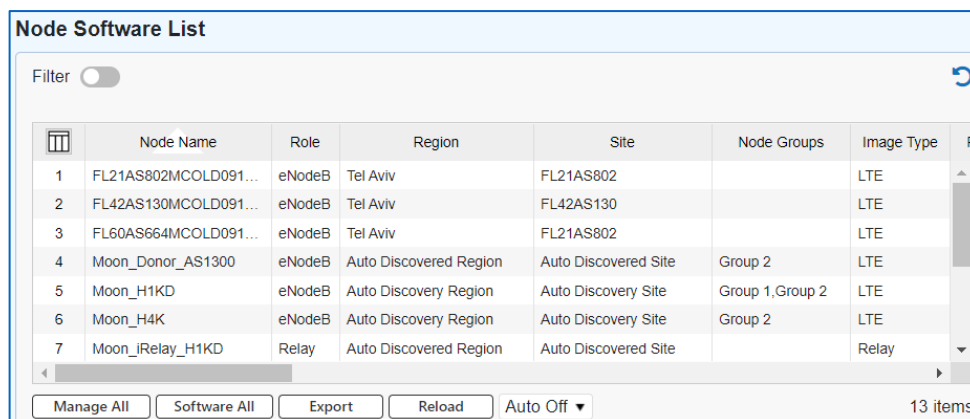 Node Software List
Filter
Node Name Role Region Site Node Groups Image Type
1 FL21AS802MCOLD091... eNodeB Tel Aviv FL21AS802 LTE
2 FL42AS130MCOLD091... eNodeB Tel Aviv FL42AS130 LTE
3 FL60AS664MCOLD091... eNodeB Tel Aviv FL21AS802 LTE
4 Moon_Donor_AS1300 eNodeB Auto Discovered Region Auto Discovered Site Group 2 LTE
5 Moon_H1KD eNodeB Auto Discovery Region Auto Discovery Site Group 1,Group 2 LTE
6 Moon_H4K eNodeB Auto Discovery Region Auto Discovery Site Group 2 LTE
7 Moon_iRelay_H1KD Relay Auto Discovered Region Auto Discovered Site Relay
Manage All Software All Export Reload Auto Off 13 items